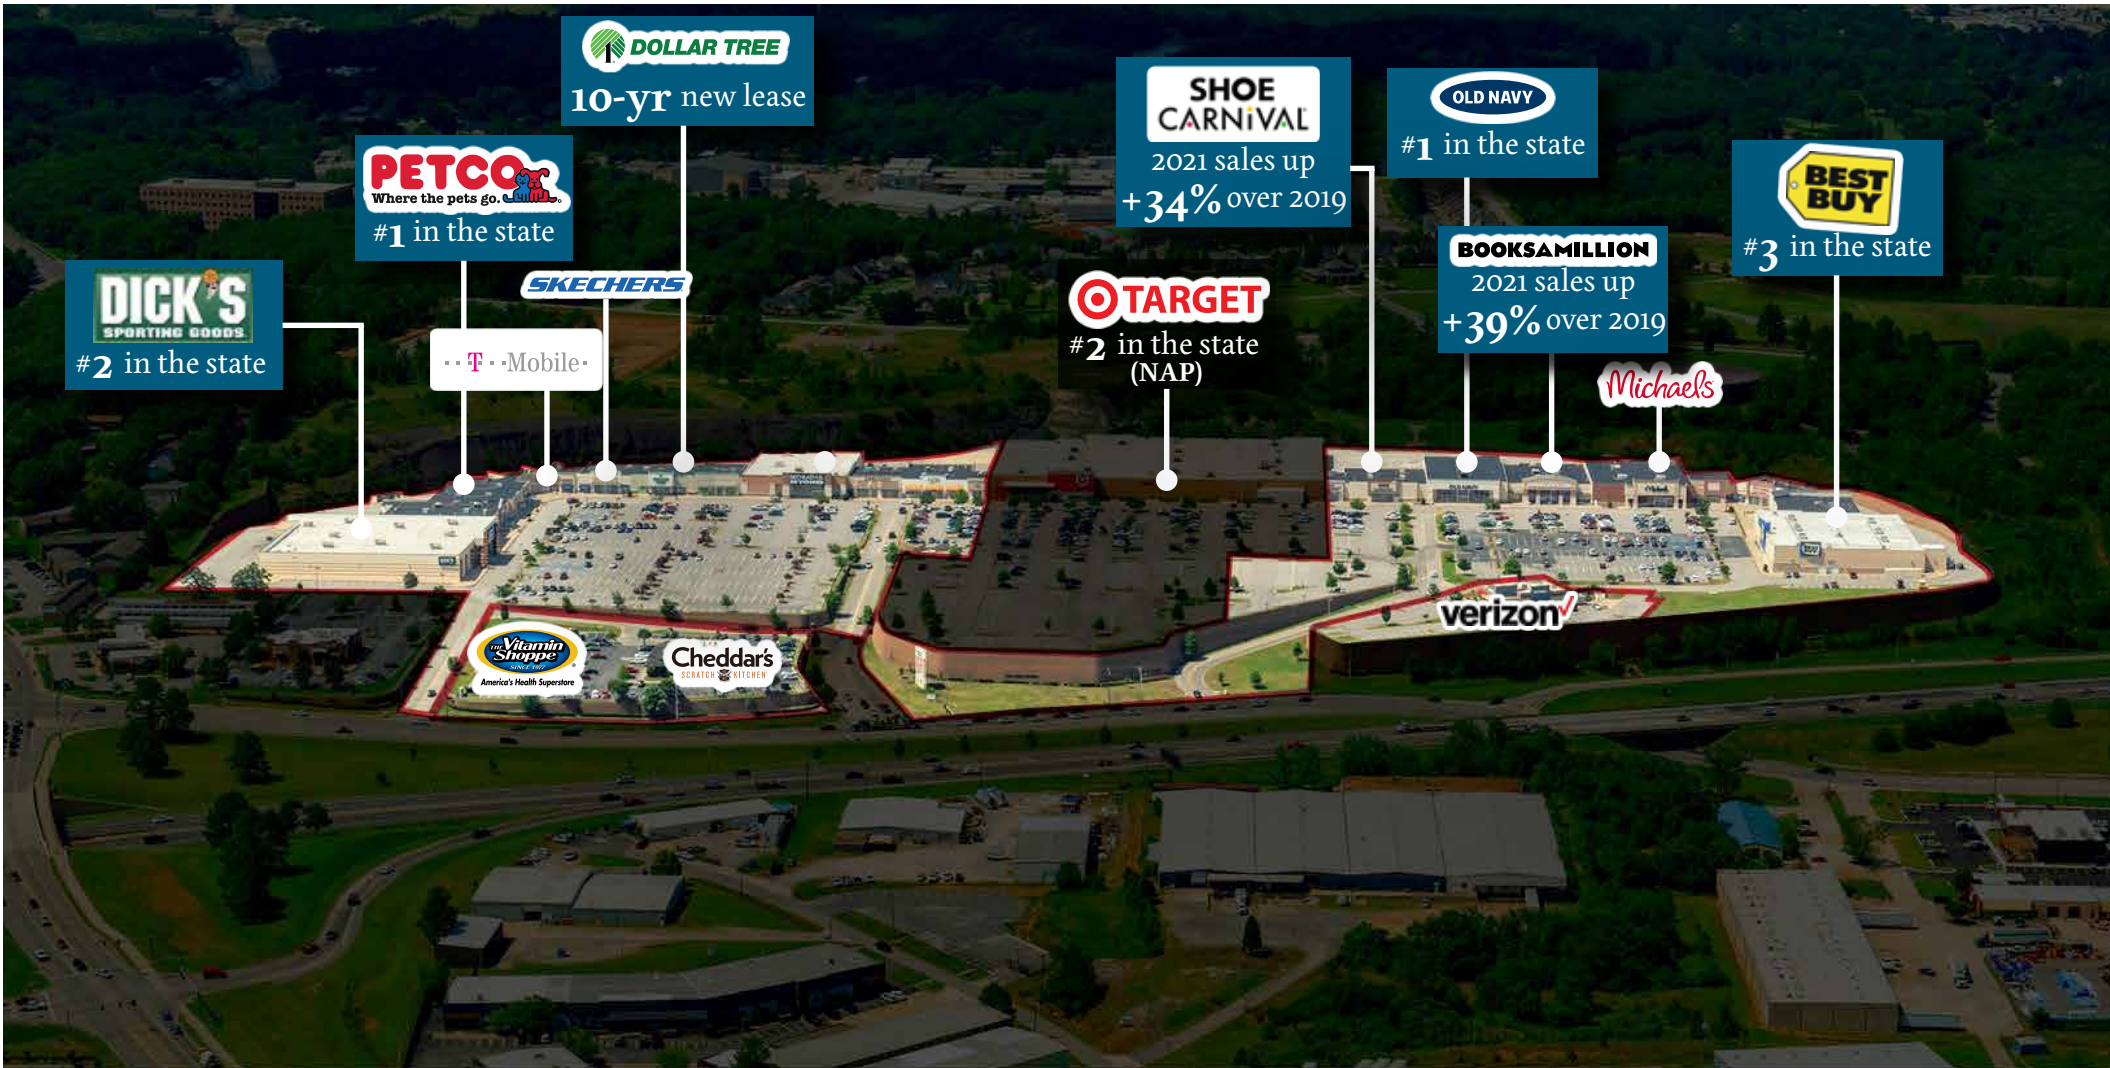 DOLLAR TREE
10-yr new lease
PETCO
Where the pets go.
#1 in the state
DICK'S
SPORTING GOODS
#2 in the state
SKECHERS
T Mobile
SHOE
CARNIVAL
2021 sales up
+34% over 2019
OLD NAVY
#1 in the state
TARGET
#2 in the state
(NAP)
BOOKSAMILLION
2021 sales up
+39% over 2019
Michaels
BEST
BUY
#3 in the state
THE Vitamin
Shoppe
SINCE 1977
America's Health Superstore
Cheddar's
SCRATCH KITCHEN
verizon